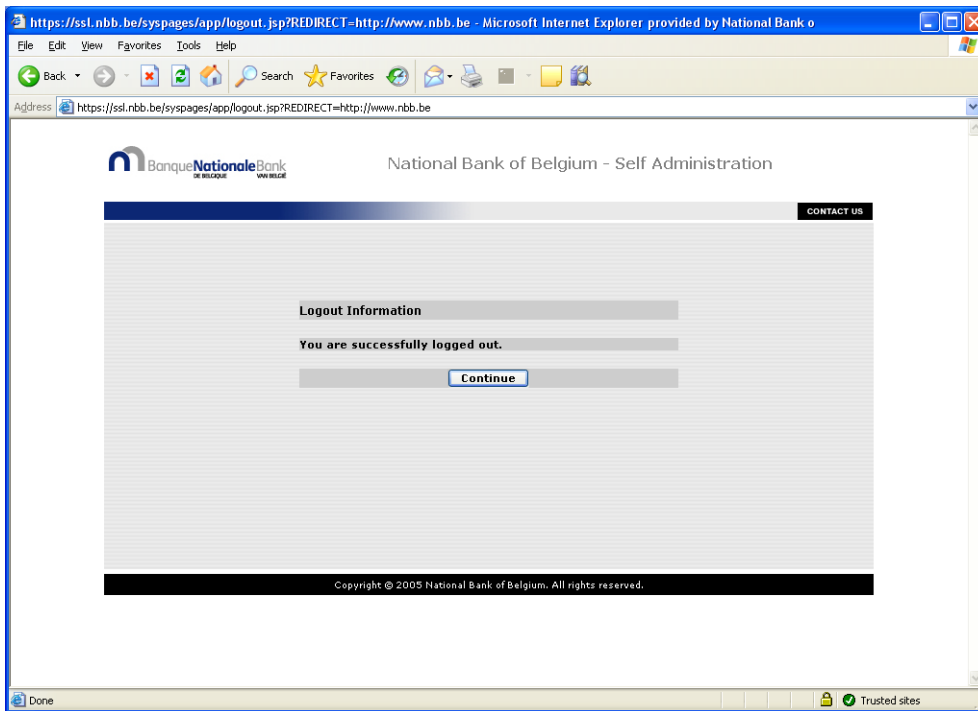 https://ssl.nbb.be/syspages/app/logout.jsp?REDIRECT=http://www.nbb.be - Microsoft Internet Explorer provided by National Bank o
File Edit View Favorites Tools Help
Back Search Favorites
Address https://ssl.nbb.be/syspages/app/logout.jsp?REDIRECT=http://www.nbb.be
BanqueNationaleBank
DE BELGIQUE VAN BELGIË
National Bank of Belgium - Self Administration
CONTACT US
Logout Information
You are successfully logged out.
Continue
Copyright © 2005 National Bank of Belgium. All rights reserved.
Done Trusted sites